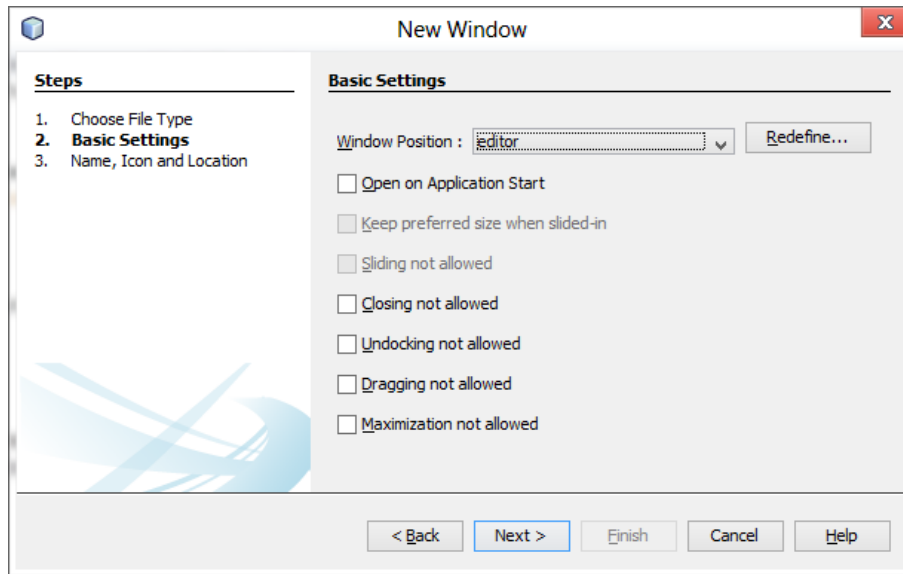 New Window
Steps
1. Choose File Type
2. Basic Settings
3. Name, Icon and Location
Basic Settings
Window Position : editor Redefine...
Open on Application Start
Keep preferred size when slided-in
Sliding not allowed
Closing not allowed
Undocking not allowed
Dragging not allowed
Maximization not allowed
< Back Next > Finish Cancel Help